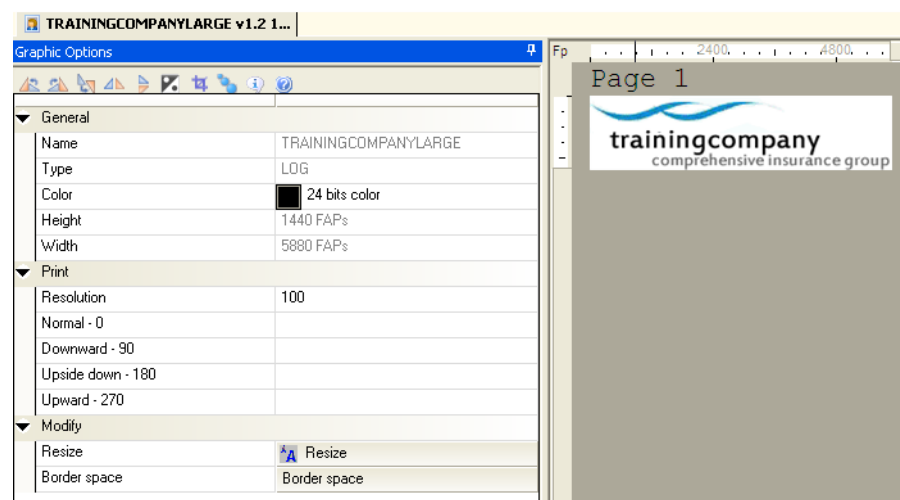 TRAININGCOMPANYLARGE v1.2 1...
Graphic Options
General
Name TRAININGCOMPANYLARGE
Type LOG
Color 24 bits color
Height 1440 FAPs
Width 5880 FAPs
Print
Resolution 100
Normal - 0
Downward - 90
Upside down - 180
Upward - 270
Modify
Resize Resize
Border space Border space
Fp 2400 4800
Page 1
trainingcompany
comprehensive insurance group